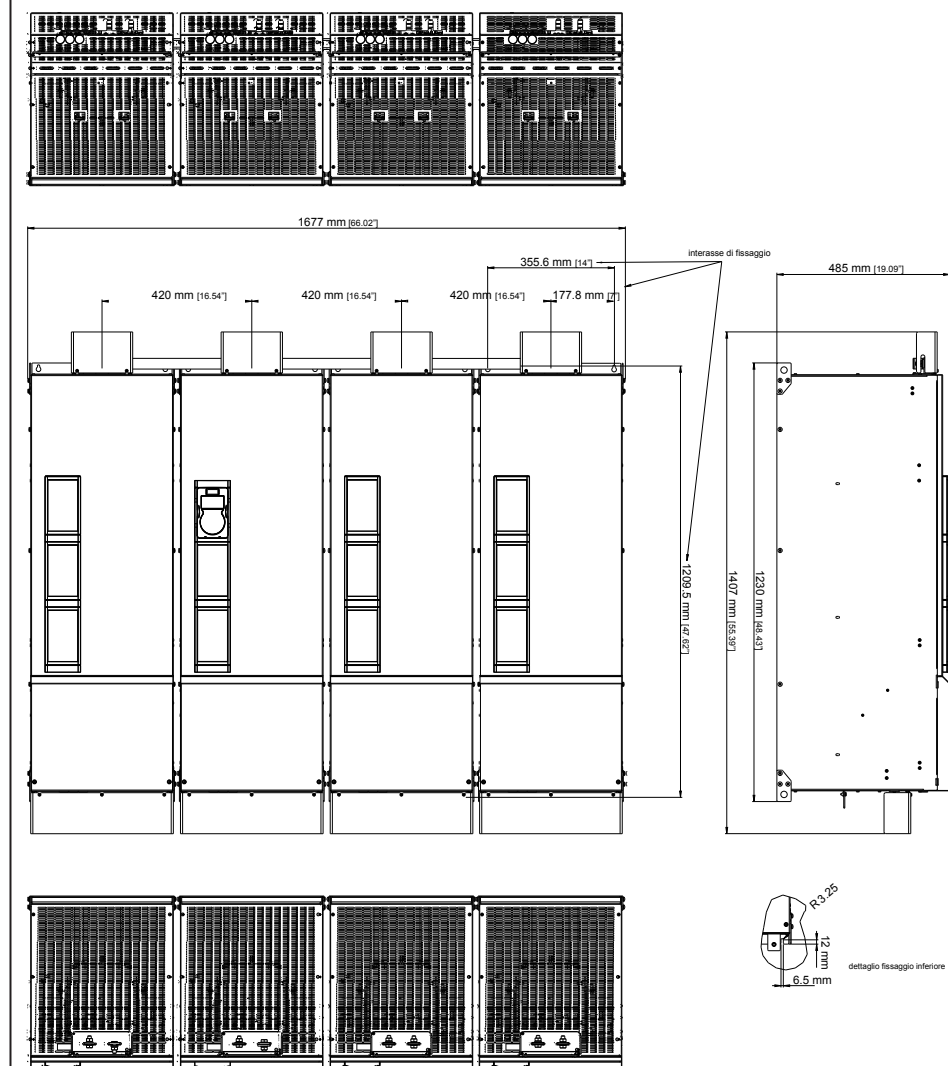 1677 mm [66.02"]
interasse di fissaggio
355.6 mm [14"]
485 mm [19.09"]
420 mm [16.54"]
420 mm [16.54"]
420 mm [16.54"]
177.8 mm [7"]
1209.5 mm [47.62"]
1407 mm [55.39"]
1230 mm [48.43"]
R3.25
12 mm
dettaglio fissaggio inferiore
6.5 mm